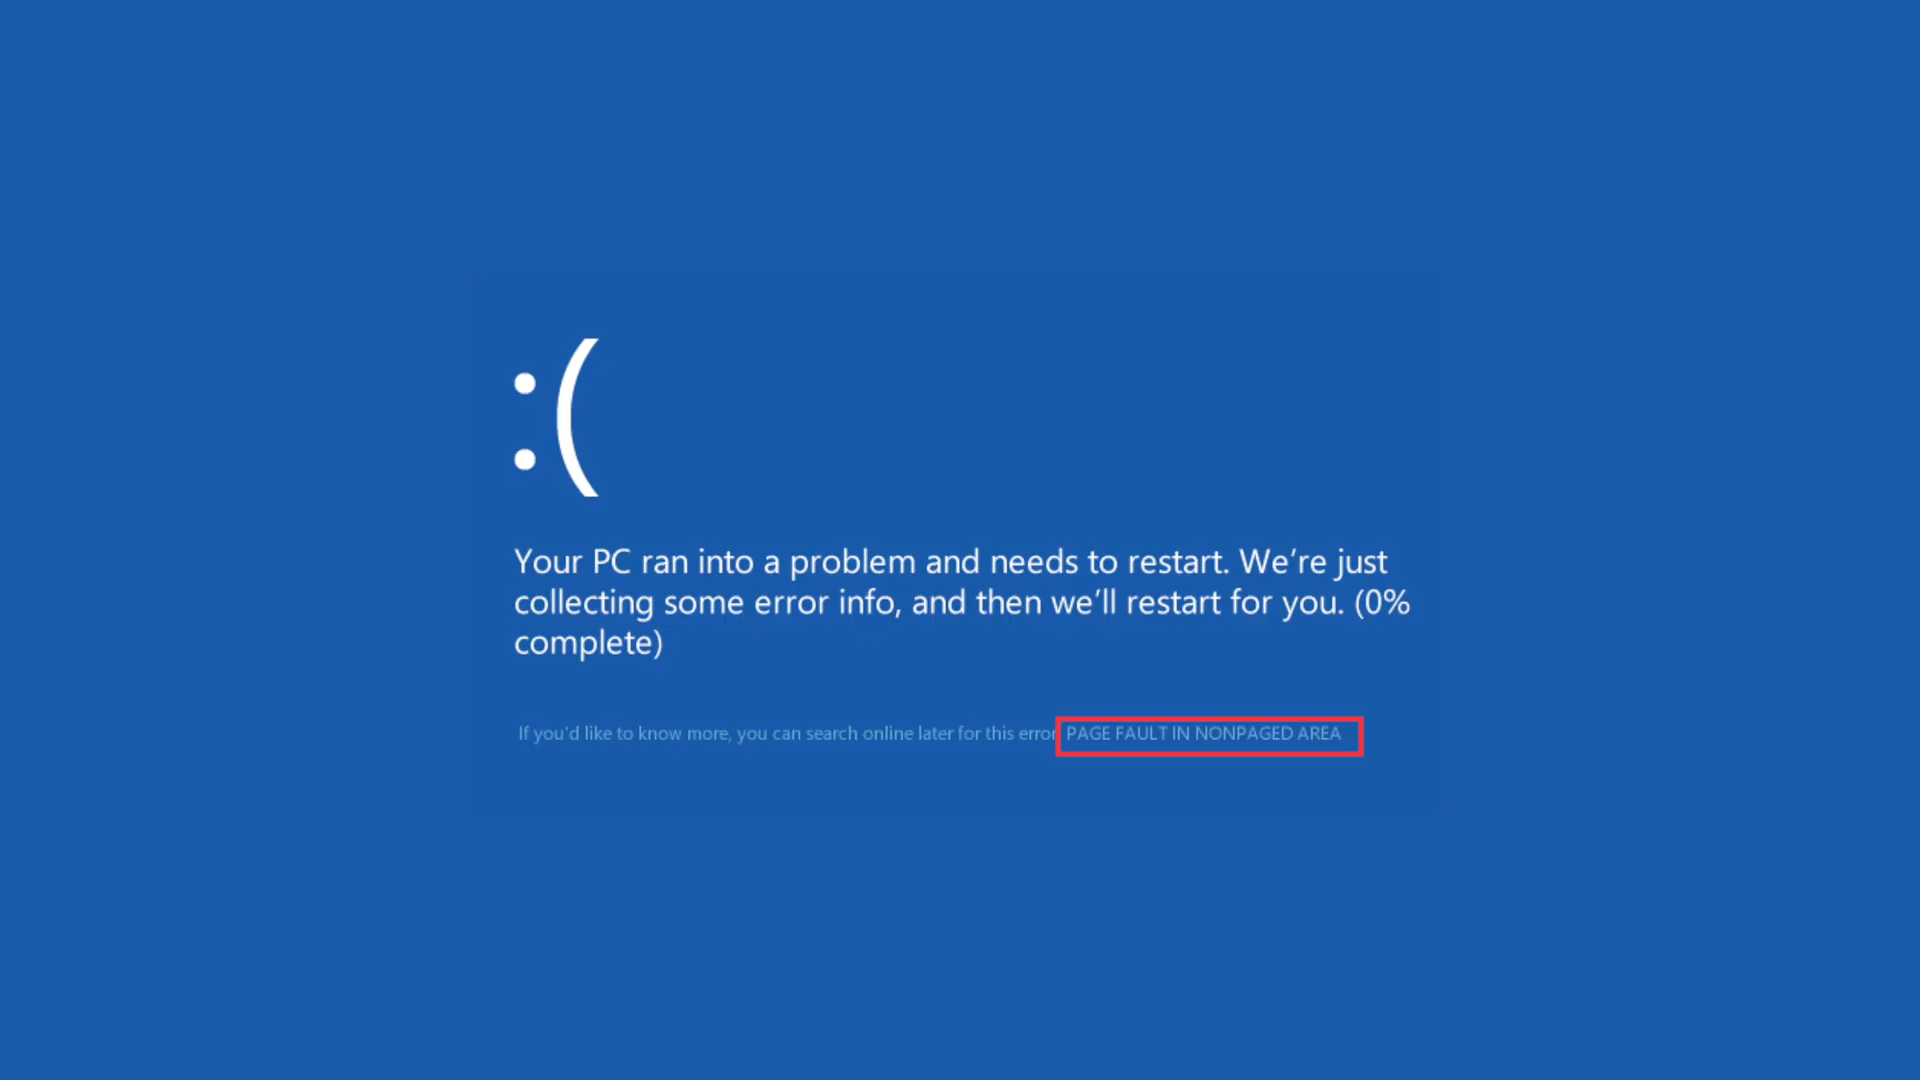 :(
Your PC ran into a problem and needs to restart. We’re just
collecting some error info, and then we’ll restart for you. (0%
complete)
If you'd like to know more, you can search online later for this error PAGE FAULT IN NONPAGED AREA